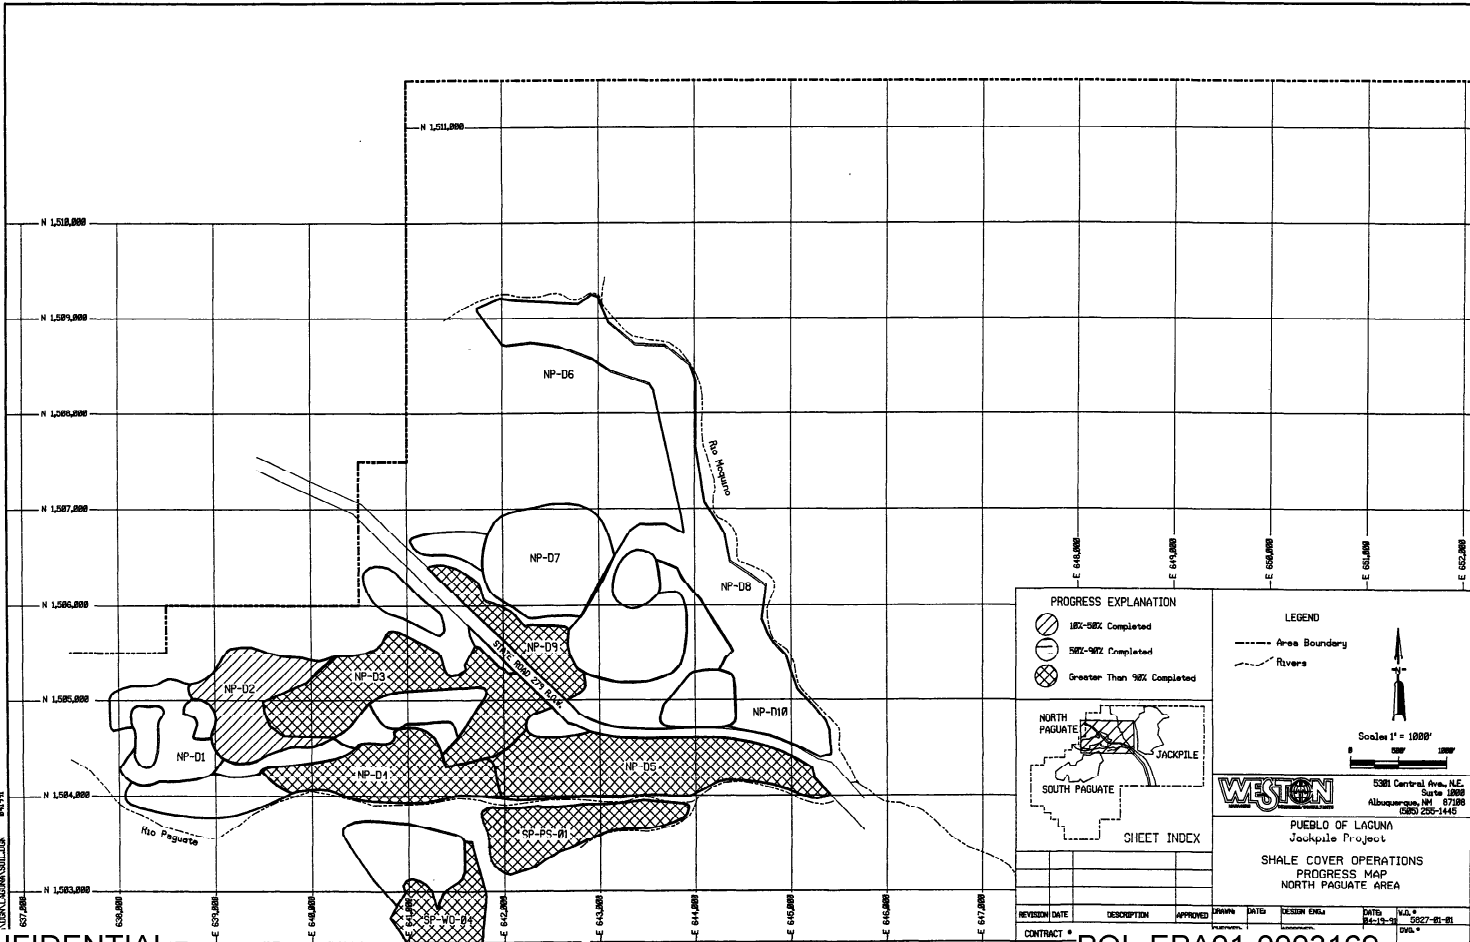 N 1,511,000
N 1,510,000
N 1,509,000
N 1,508,000
N 1,507,000
N 1,506,000
N 1,505,000
N 1,504,000
N 1,503,000
NP-D6
Rio Moquino
NP-D7
NP-D8
NP-D9
STATE ROAD 279 R.O.W.
NP-D2
NP-D3
NP-D10
NP-D1
NP-D4
NP-D5
Rio Paguate
SP-PS-01
SP-WD-04
E 637,000
E 638,000
E 639,000
E 640,000
E 641,000
E 642,000
E 643,000
E 644,000
E 645,000
E 646,000
E 647,000
E 648,000
E 649,000
E 650,000
E 651,000
E 652,000
PROGRESS EXPLANATION
10%-50% Completed
50%-90% Completed
Greater Than 90% Completed
LEGEND
Area Boundary
Rivers
Scale: 1" = 1000'
0 500' 1000'
NORTH
PAGUATE
JACKPILE
SOUTH PAGUATE
SHEET INDEX
WESTON
5301 Central Ave., N.E.
Suite 1000
Albuquerque, NM 87108
(505) 255-1445
PUEBLO OF LAGUNA
Jackpile Project
SHALE COVER OPERATIONS
PROGRESS MAP
NORTH PAGUATE AREA
REVISION DATE DESCRIPTION APPROVED
DRAWN: DATE: DESIGN ENG.: DATE: W.O. #
04-19-91 5827-01-01
CONTRACT # DWG. #